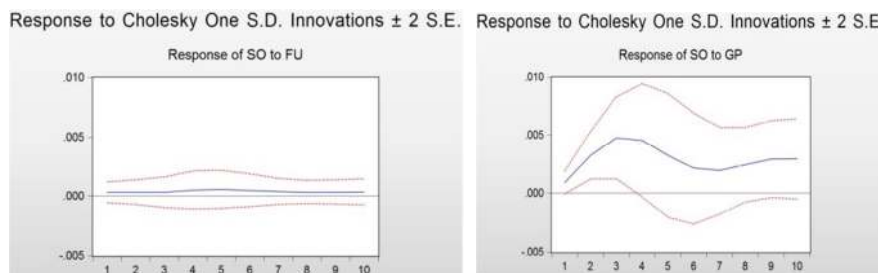 Response to Cholesky One S.D. Innovations ± 2 S.E.
Response of SO to FU
.010
.005
.000
-.005
1 2 3 4 5 6 7 8 9 10
Response to Cholesky One S.D. Innovations ± 2 S.E
Response of SO to GP
.010
.005
.000
-.005
1 2 3 4 5 6 7 8 9 10